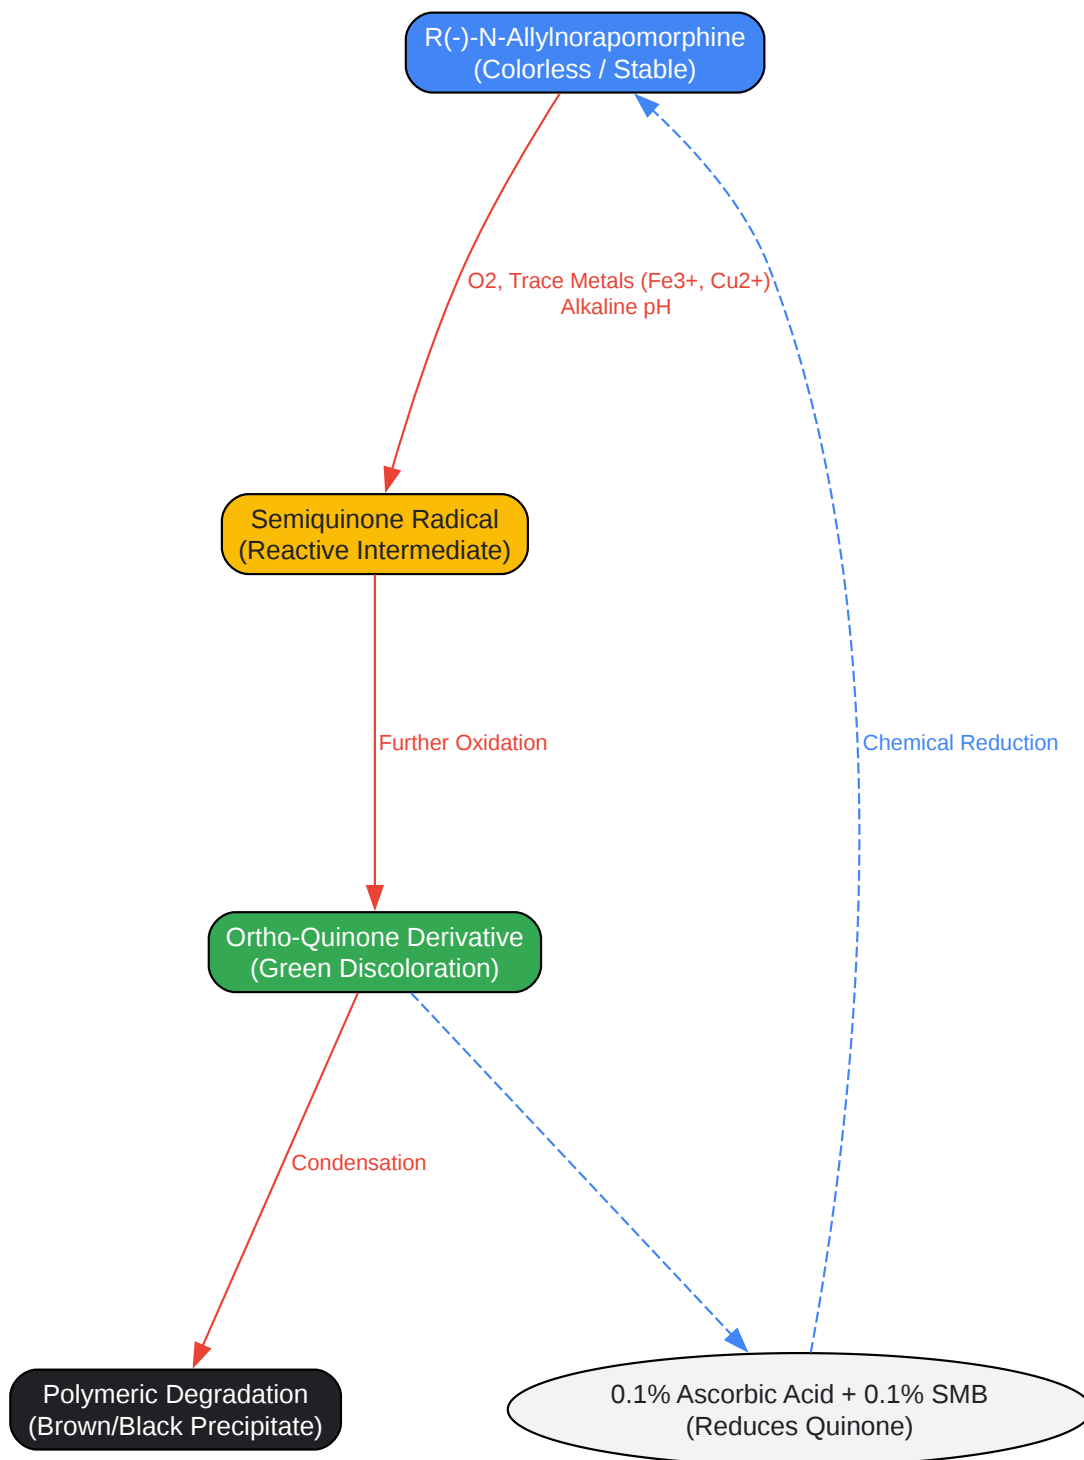 R(-)-N-Allylnorapomorphine
(Colorless / Stable)
O2, Trace Metals (Fe3+, Cu2+)
Alkaline pH
Semiquinone Radical
(Reactive Intermediate)
Further Oxidation
Chemical Reduction
Ortho-Quinone Derivative
(Green Discoloration)
Condensation
Polymeric Degradation
(Brown/Black Precipitate)
0.1% Ascorbic Acid + 0.1% SMB
(Reduces Quinone)